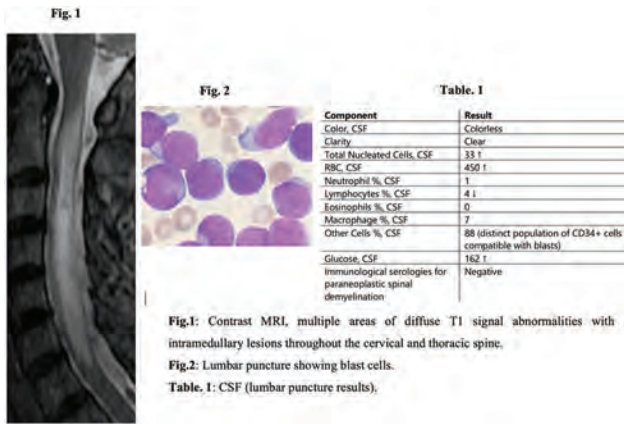 Fig. 1
Fig. 2
Table. 1
Component Result
Color, CSF Colorless
Clarity Clear
Total Nucleated Cells, CSF 33 ↑
RBC, CSF 450 ↑
Neutrophil %, CSF 1
Lymphocytes %, CSF 4 ↓
Eosinophils %, CSF 0
Macrophage %, CSF 7
Other Cells %, CSF 88 (distinct population of CD34+ cells
compatible with blasts)
Glucose, CSF 162 ↑
Immunological serologies for Negative
paraneoplastic spinal
demyelination
Fig.1: Contrast MRI, multiple areas of diffuse T1 signal abnormalities with
intramedullary lesions throughout the cervical and thoracic spine.
Fig.2: Lumbar puncture showing blast cells.
Table. 1: CSF (lumbar puncture results).